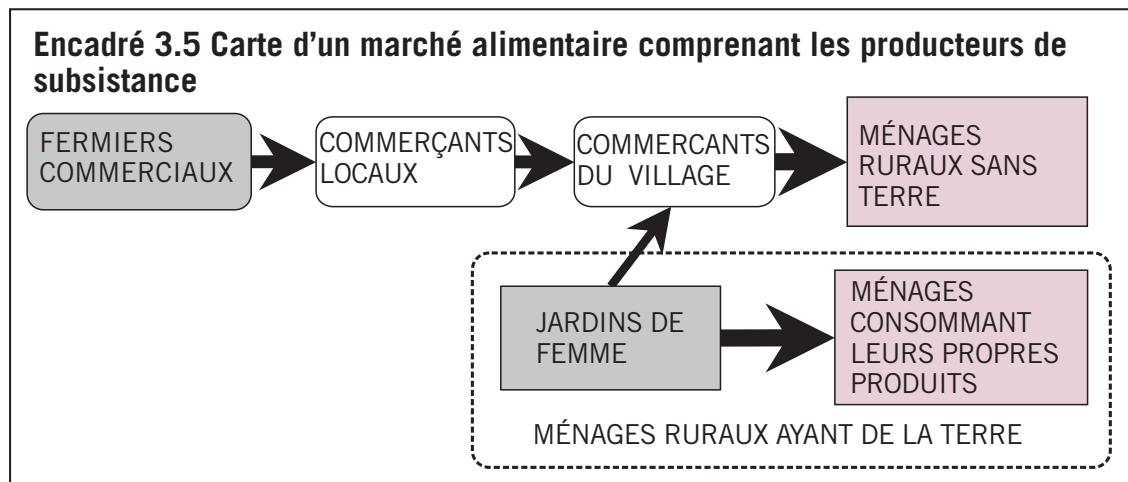 Encadré 3.5 Carte d’un marché alimentaire comprenant les producteurs de
subsistance
FERMIERS
COMMERCIAUX
COMMERÇANTS
LOCAUX
COMMERCANTS
DU VILLAGE
MÉNAGES
RURAUX SANS
TERRE
JARDINS DE
FEMME
MÉNAGES
CONSOMMANT
LEURS PROPRES
PRODUITS
MÉNAGES RURAUX AYANT DE LA TERRE